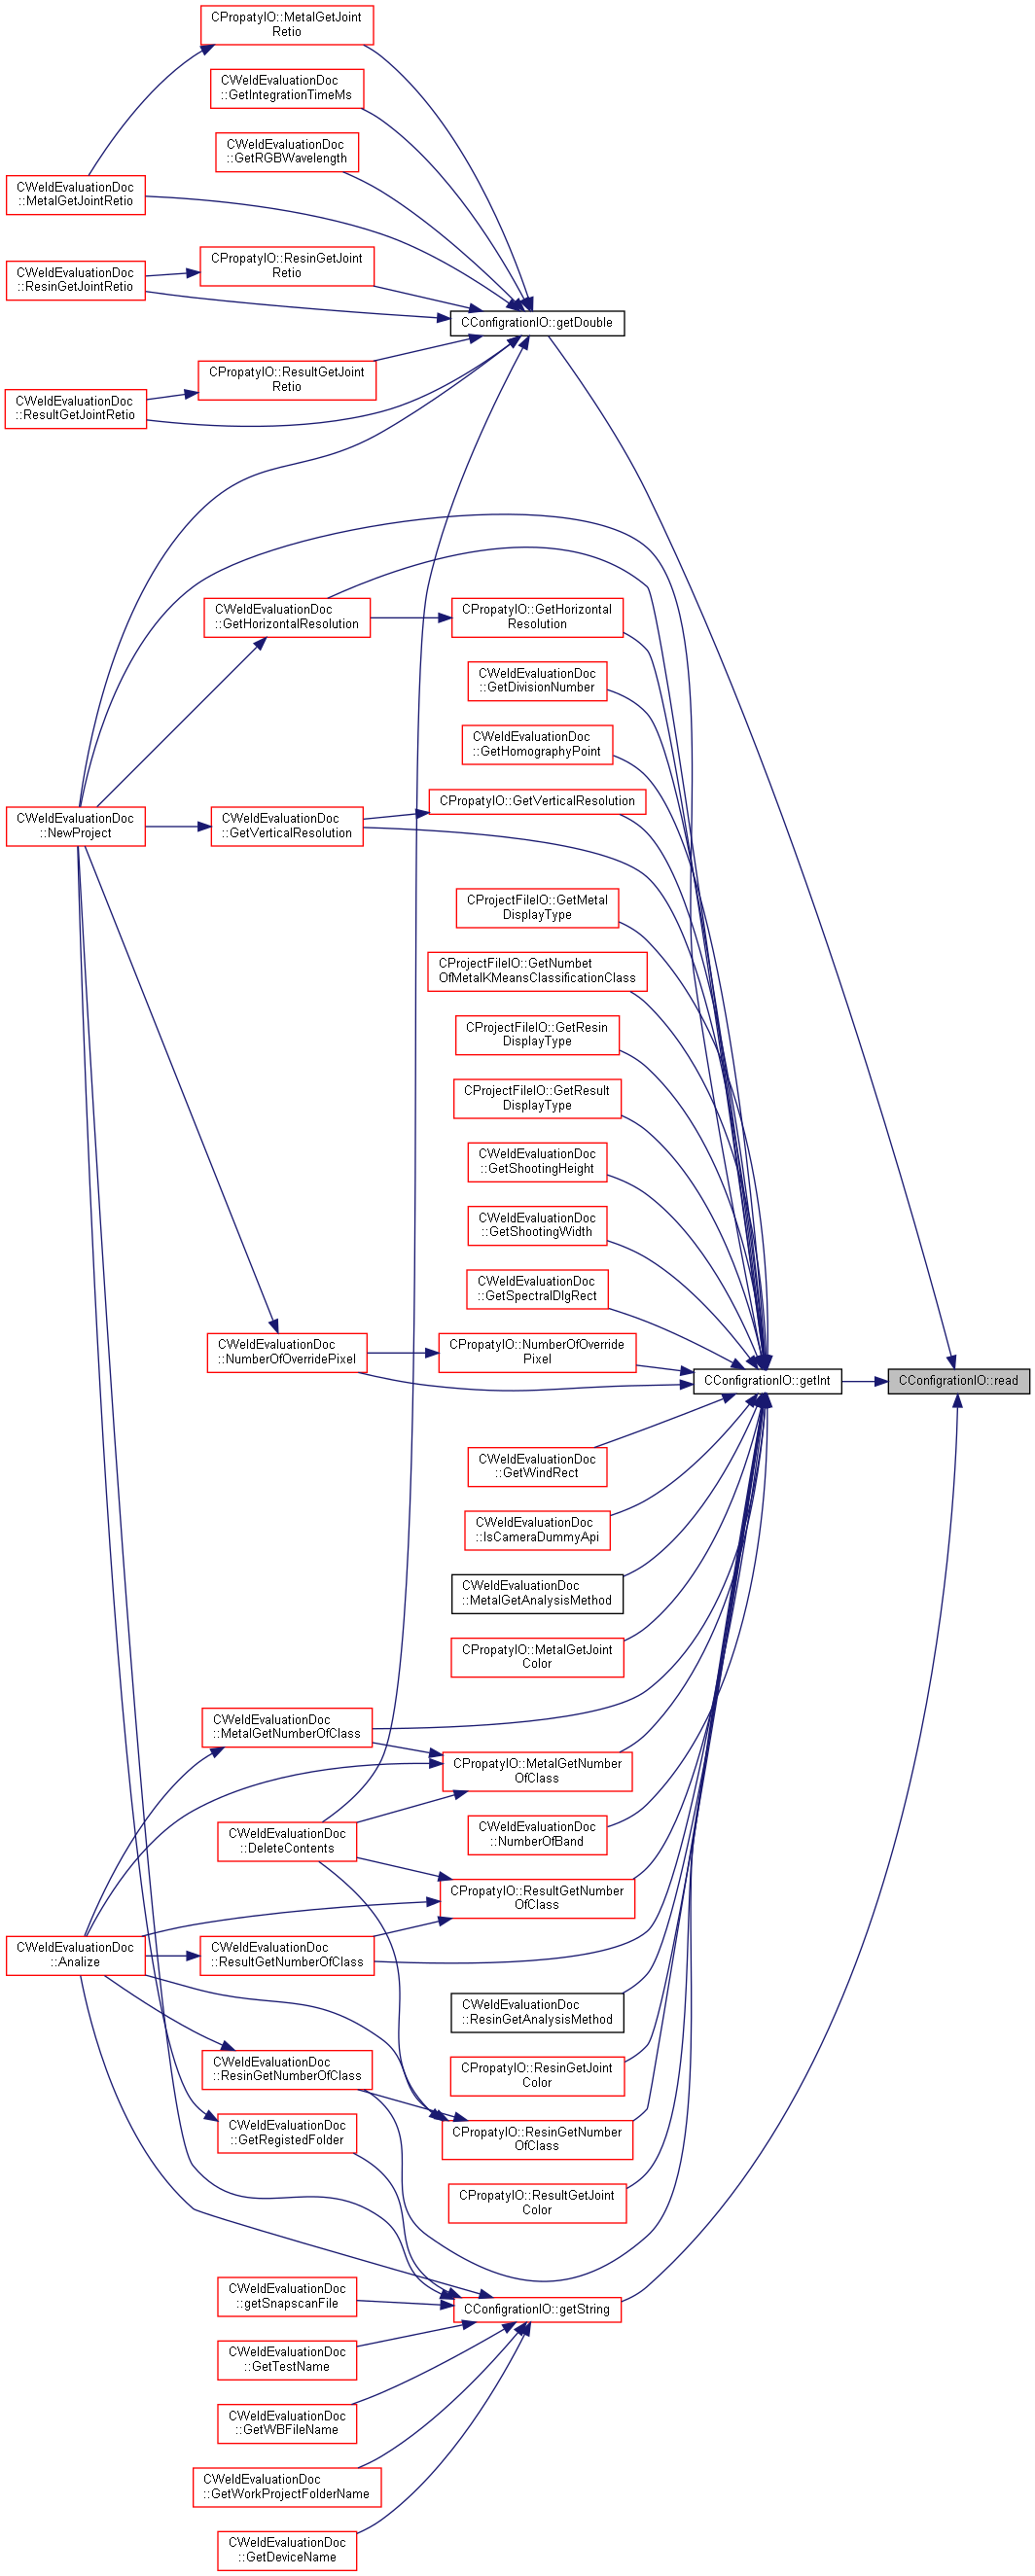 CPropatyIO::MetalGetJoint
Retio
CWeldEvaluationDoc
::GetIntegrationTimeMs
CWeldEvaluationDoc
::GetRGBWavelength
CWeldEvaluationDoc
::MetalGetJointRetio
CPropatyIO::ResinGetJoint
Retio
CWeldEvaluationDoc
::ResinGetJointRetio
CConfigrationIO::getDouble
CPropatyIO::ResultGetJoint
Retio
CWeldEvaluationDoc
::ResultGetJointRetio
CWeldEvaluationDoc
::GetHorizontalResolution
CPropatyIO::GetHorizontal
Resolution
CWeldEvaluationDoc
::GetDivisionNumber
CWeldEvaluationDoc
::GetHomographyPoint
CPropatyIO::GetVerticalResolution
CWeldEvaluationDoc
::NewProject
CWeldEvaluationDoc
::GetVerticalResolution
CProjectFileIO::GetMetal
DisplayType
CProjectFileIO::GetNumbet
OfMetalKMeansClassificationClass
CProjectFileIO::GetResin
DisplayType
CProjectFileIO::GetResult
DisplayType
CWeldEvaluationDoc
::GetShootingHeight
CWeldEvaluationDoc
::GetShootingWidth
CWeldEvaluationDoc
::GetSpectralDlgRect
CWeldEvaluationDoc
::NumberOfOverridePixel
CPropatyIO::NumberOfOverride
Pixel
CConfigrationIO::getInt
CConfigrationIO::read
CWeldEvaluationDoc
::GetWindRect
CWeldEvaluationDoc
::IsCameraDummyApi
CWeldEvaluationDoc
::MetalGetAnalysisMethod
CPropatyIO::MetalGetJoint
Color
CWeldEvaluationDoc
::MetalGetNumberOfClass
CPropatyIO::MetalGetNumber
OfClass
CWeldEvaluationDoc
::NumberOfBand
CWeldEvaluationDoc
::DeleteContents
CPropatyIO::ResultGetNumber
OfClass
CWeldEvaluationDoc
::Analize
CWeldEvaluationDoc
::ResultGetNumberOfClass
CWeldEvaluationDoc
::ResinGetAnalysisMethod
CWeldEvaluationDoc
::ResinGetNumberOfClass
CPropatyIO::ResinGetJoint
Color
CWeldEvaluationDoc
::GetRegistedFolder
CPropatyIO::ResinGetNumber
OfClass
CPropatyIO::ResultGetJoint
Color
CWeldEvaluationDoc
::getSnapscanFile
CConfigrationIO::getString
CWeldEvaluationDoc
::GetTestName
CWeldEvaluationDoc
::GetWBFileName
CWeldEvaluationDoc
::GetWorkProjectFolderName
CWeldEvaluationDoc
::GetDeviceName